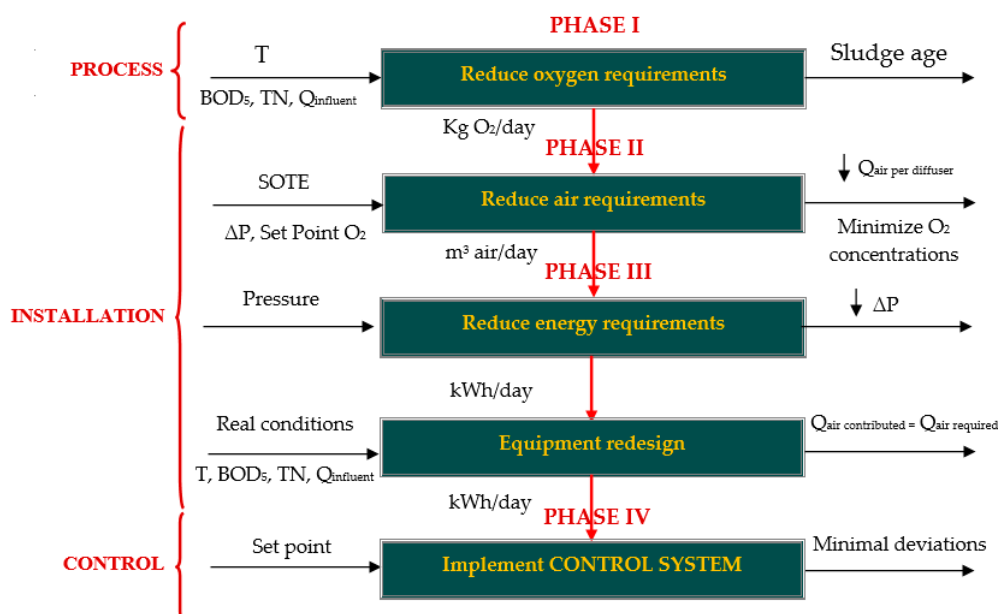 PHASE I
PROCESS
T
BOD₅, TN, Qinfluent
Reduce oxygen requirements
Sludge age
Kg O₂/day
PHASE II
INSTALLATION
SOTE
ΔP, Set Point O₂
Reduce air requirements
↓ Qair per diffuser
Minimize O₂
concentrations
m³ air/day
PHASE III
Pressure
Reduce energy requirements
↓ ΔP
kWh/day
Real conditions
T, BOD₅, TN, Qinfluent
Equipment redesign
Qair contributed = Qair required
kWh/day
PHASE IV
CONTROL
Set point
Implement CONTROL SYSTEM
Minimal deviations